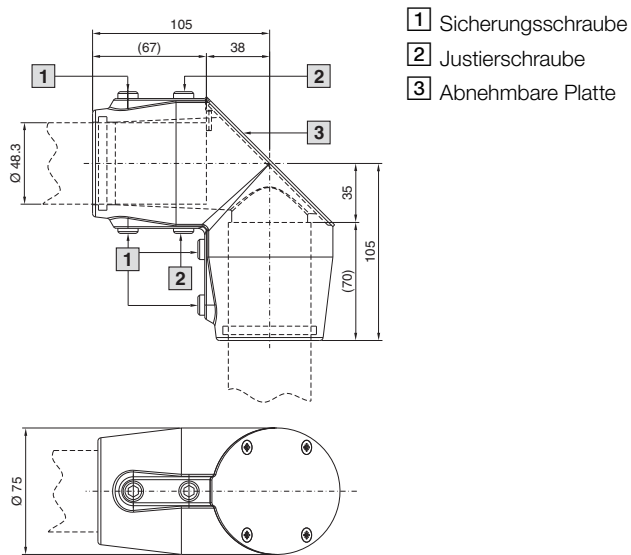 105
(67)
38
1
2
3
Ø 48.3
35
105
(70)
1
2
Ø 75
1 Sicherungsschraube
2 Justierschraube
3 Abnehmbare Platte